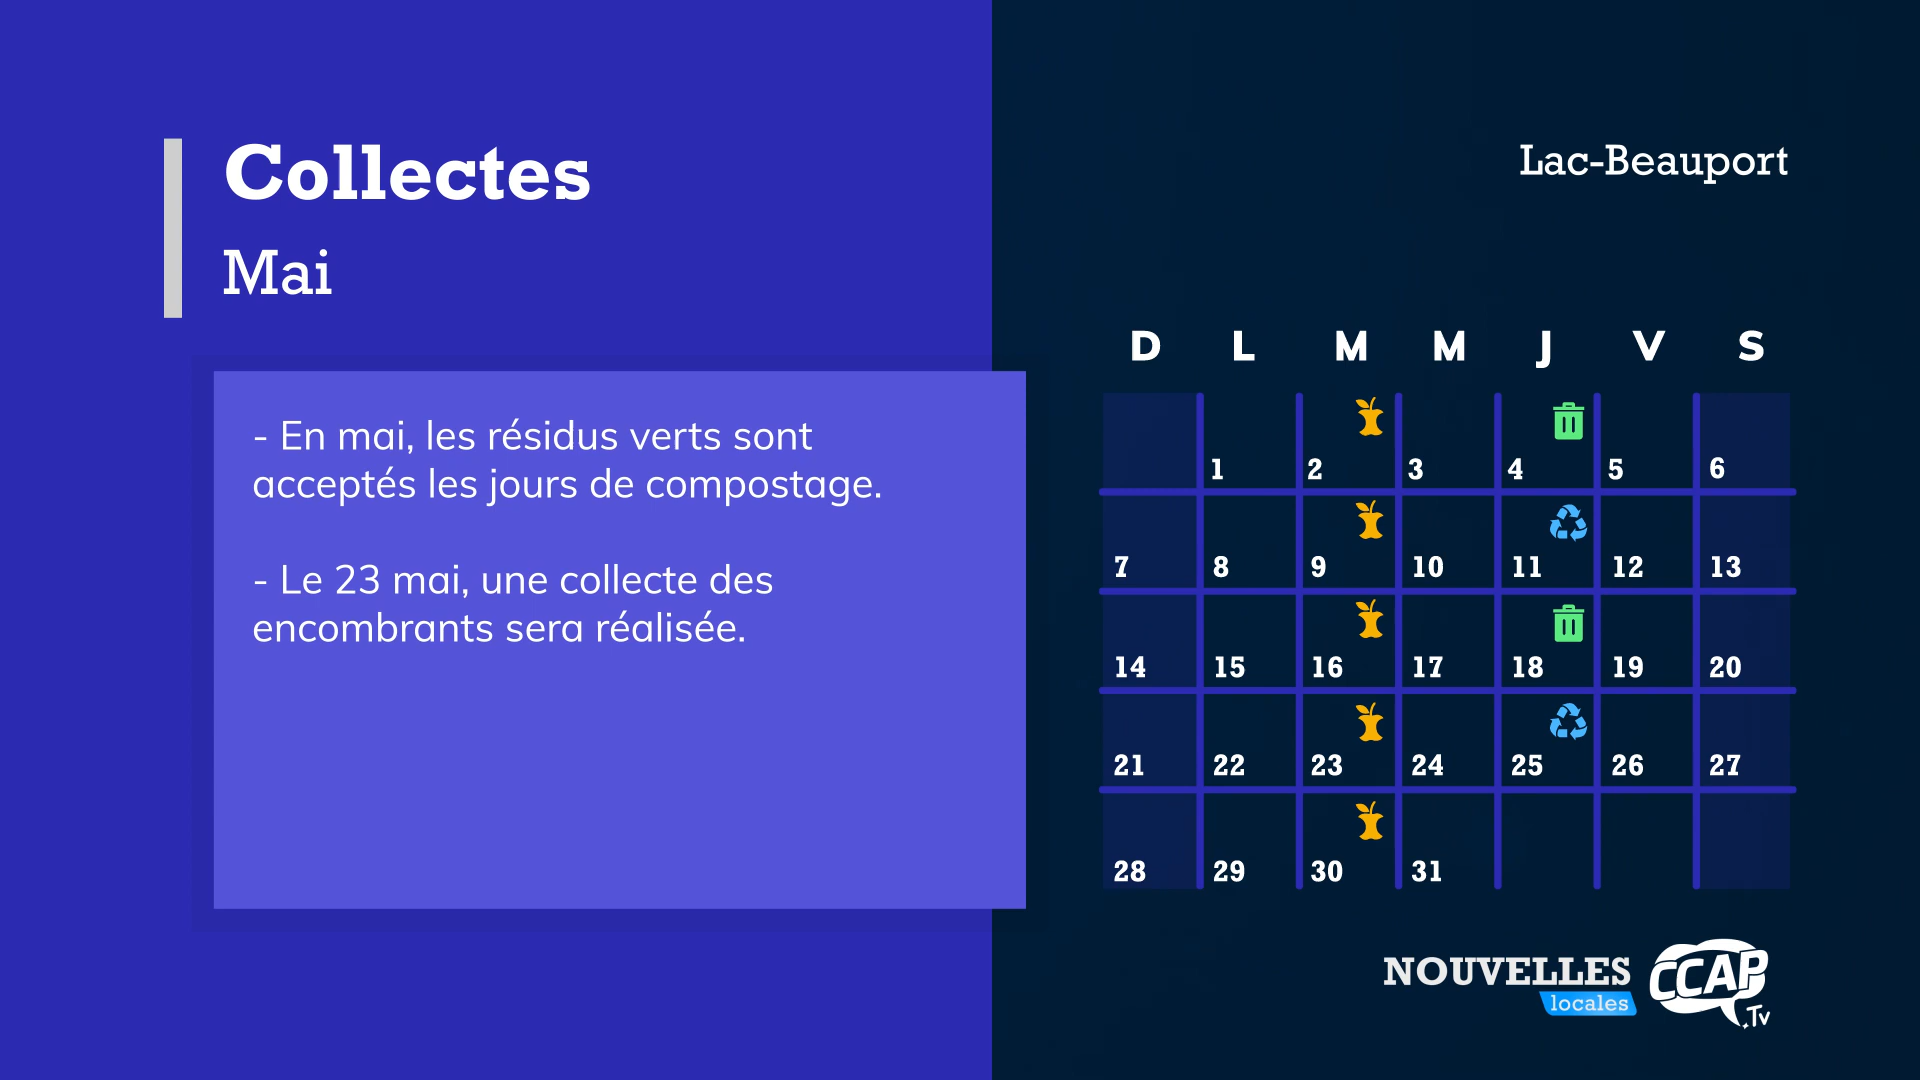 Collectes
Mai
Lac-Beauport
- En mai, les résidus verts sont
acceptés les jours de compostage.
- Le 23 mai, une collecte des
encombrants sera réalisée.
D L M M J V S
1 2 3 4 5 6
7 8 9 10 11 12 13
14 15 16 17 18 19 20
21 22 23 24 25 26 27
28 29 30 31
NOUVELLES
locales
CCAP
.Tv